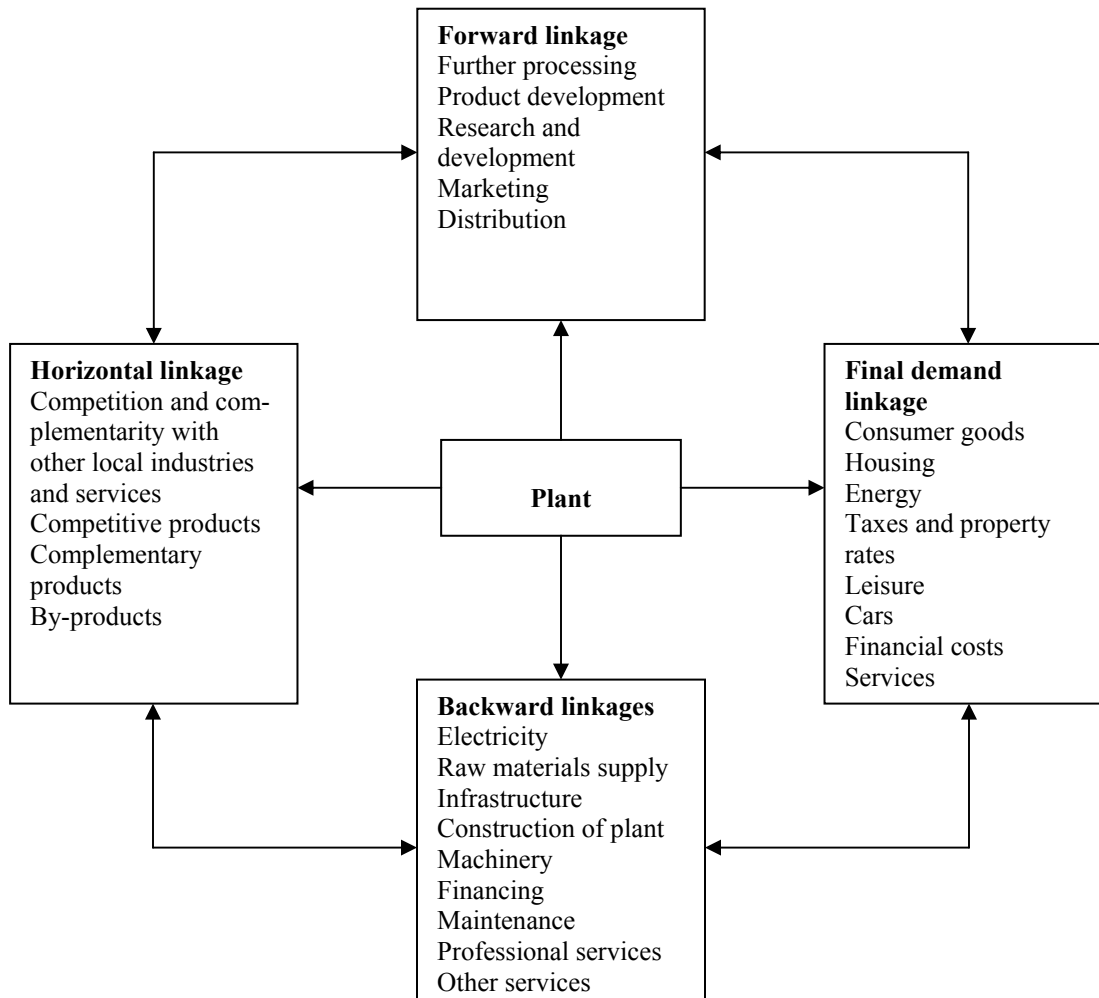 Forward linkage
Further processing
Product development
Research and
development
Marketing
Distribution
Horizontal linkage
Competition and com-
plementarity with
other local industries
and services
Competitive products
Complementary
products
By-products
Plant
Final demand
linkage
Consumer goods
Housing
Energy
Taxes and property
rates
Leisure
Cars
Financial costs
Services
Backward linkages
Electricity
Raw materials supply
Infrastructure
Construction of plant
Machinery
Financing
Maintenance
Professional services
Other services